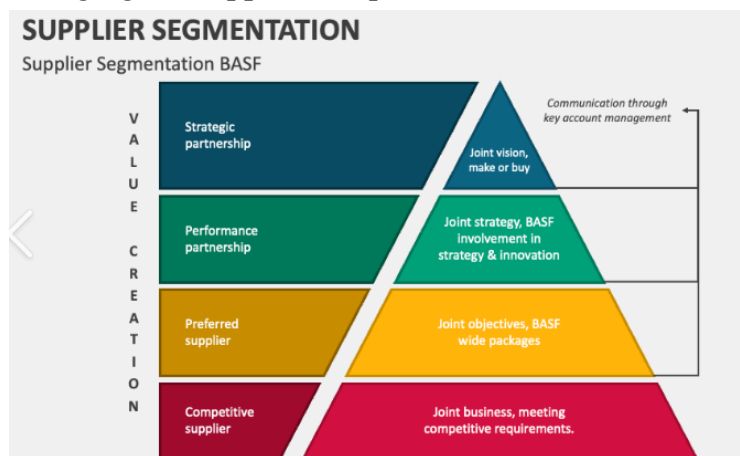 SUPPLIER SEGMENTATION
Supplier Segmentation BASF
VALUE CREATION
Strategic
partnership
Joint vision,
make or buy
Communication through
key account management
Performance
partnership
Joint strategy, BASF
involvement in
strategy & innovation
Preferred
supplier
Joint objectives, BASF
wide packages
Competitive
supplier
Joint business, meeting
competitive requirements.